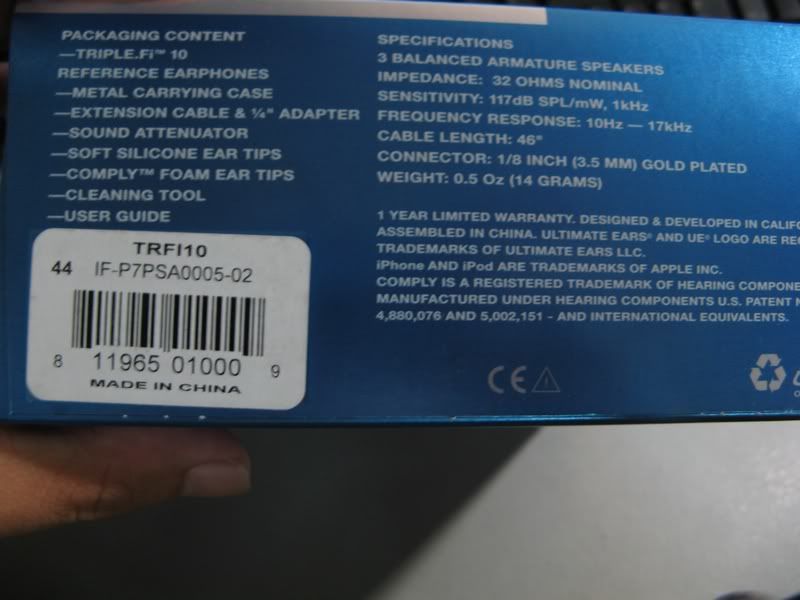 PACKAGING CONTENT
—TRIPLE.Fi™ 10
REFERENCE EARPHONES
—METAL CARRYING CASE
—EXTENSION CABLE & ¼" ADAPTER
—SOUND ATTENUATOR
—SOFT SILICONE EAR TIPS
—COMPLY™ FOAM EAR TIPS
—CLEANING TOOL
—USER GUIDE
TRFI10
44 IF-P7PSA0005-02
8 11965 01000 9
MADE IN CHINA
SPECIFICATIONS
3 BALANCED ARMATURE SPEAKERS
IMPEDANCE: 32 OHMS NOMINAL
SENSITIVITY: 117dB SPL/mW, 1kHz
FREQUENCY RESPONSE: 10Hz — 17kHz
CABLE LENGTH: 46"
CONNECTOR: 1/8 INCH (3.5 MM) GOLD PLATED
WEIGHT: 0.5 Oz (14 GRAMS)
1 YEAR LIMITED WARRANTY. DESIGNED & DEVELOPED IN CALIFO
ASSEMBLED IN CHINA. ULTIMATE EARS® AND UE® LOGO ARE REG
TRADEMARKS OF ULTIMATE EARS LLC.
iPhone AND iPod ARE TRADEMARKS OF APPLE INC.
COMPLY IS A REGISTERED TRADEMARK OF HEARING COMPONE
MANUFACTURED UNDER HEARING COMPONENTS U.S. PATENT N
4,880,076 AND 5,002,151 - AND INTERNATIONAL EQUIVALENTS.
CE